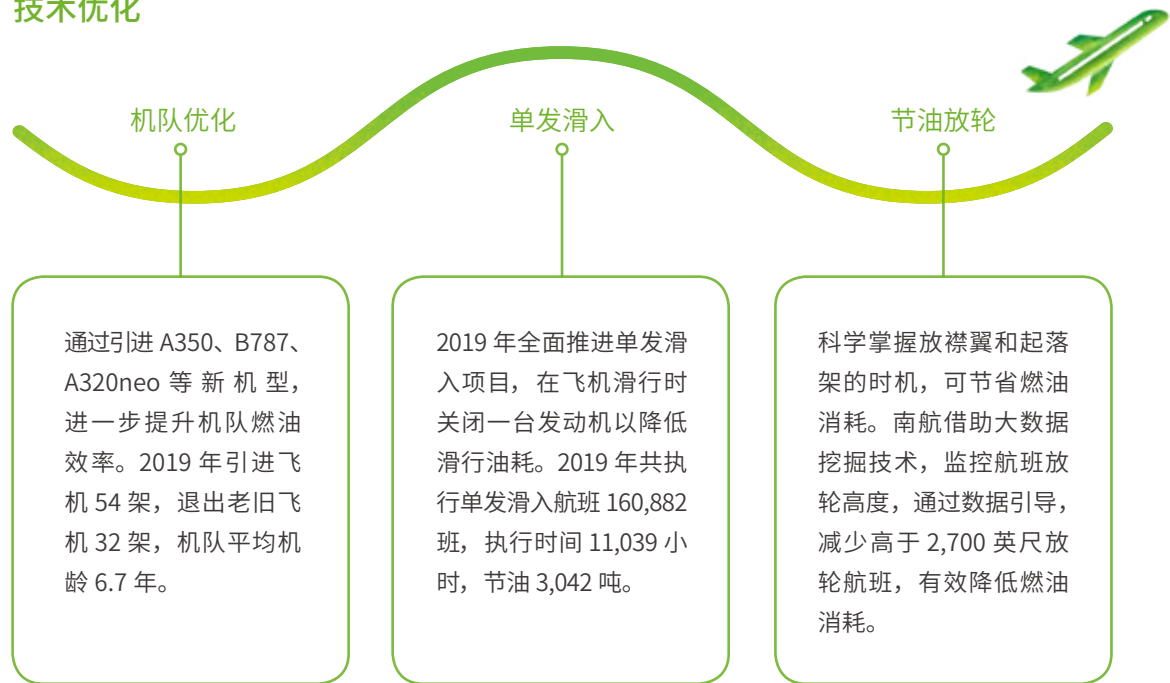 技术优化
机队优化
单发滑入
节油放轮
通过引进 A350、B787、
A320neo 等 新 机 型，
进一步提升机队燃油
效率。2019 年引进飞
机 54 架，退出老旧飞
机 32 架，机队平均机
龄 6.7 年。
2019 年全面推进单发滑
入项目，在飞机滑行时
关闭一台发动机以降低
滑行油耗。2019 年共执
行单发滑入航班 160,882
班，执行时间 11,039 小
时，节油 3,042 吨。
科学掌握放襟翼和起落
架的时机，可节省燃油
消耗。南航借助大数据
挖掘技术，监控航班放
轮高度，通过数据引导，
减少高于 2,700 英尺放
轮航班，有效降低燃油
消耗。